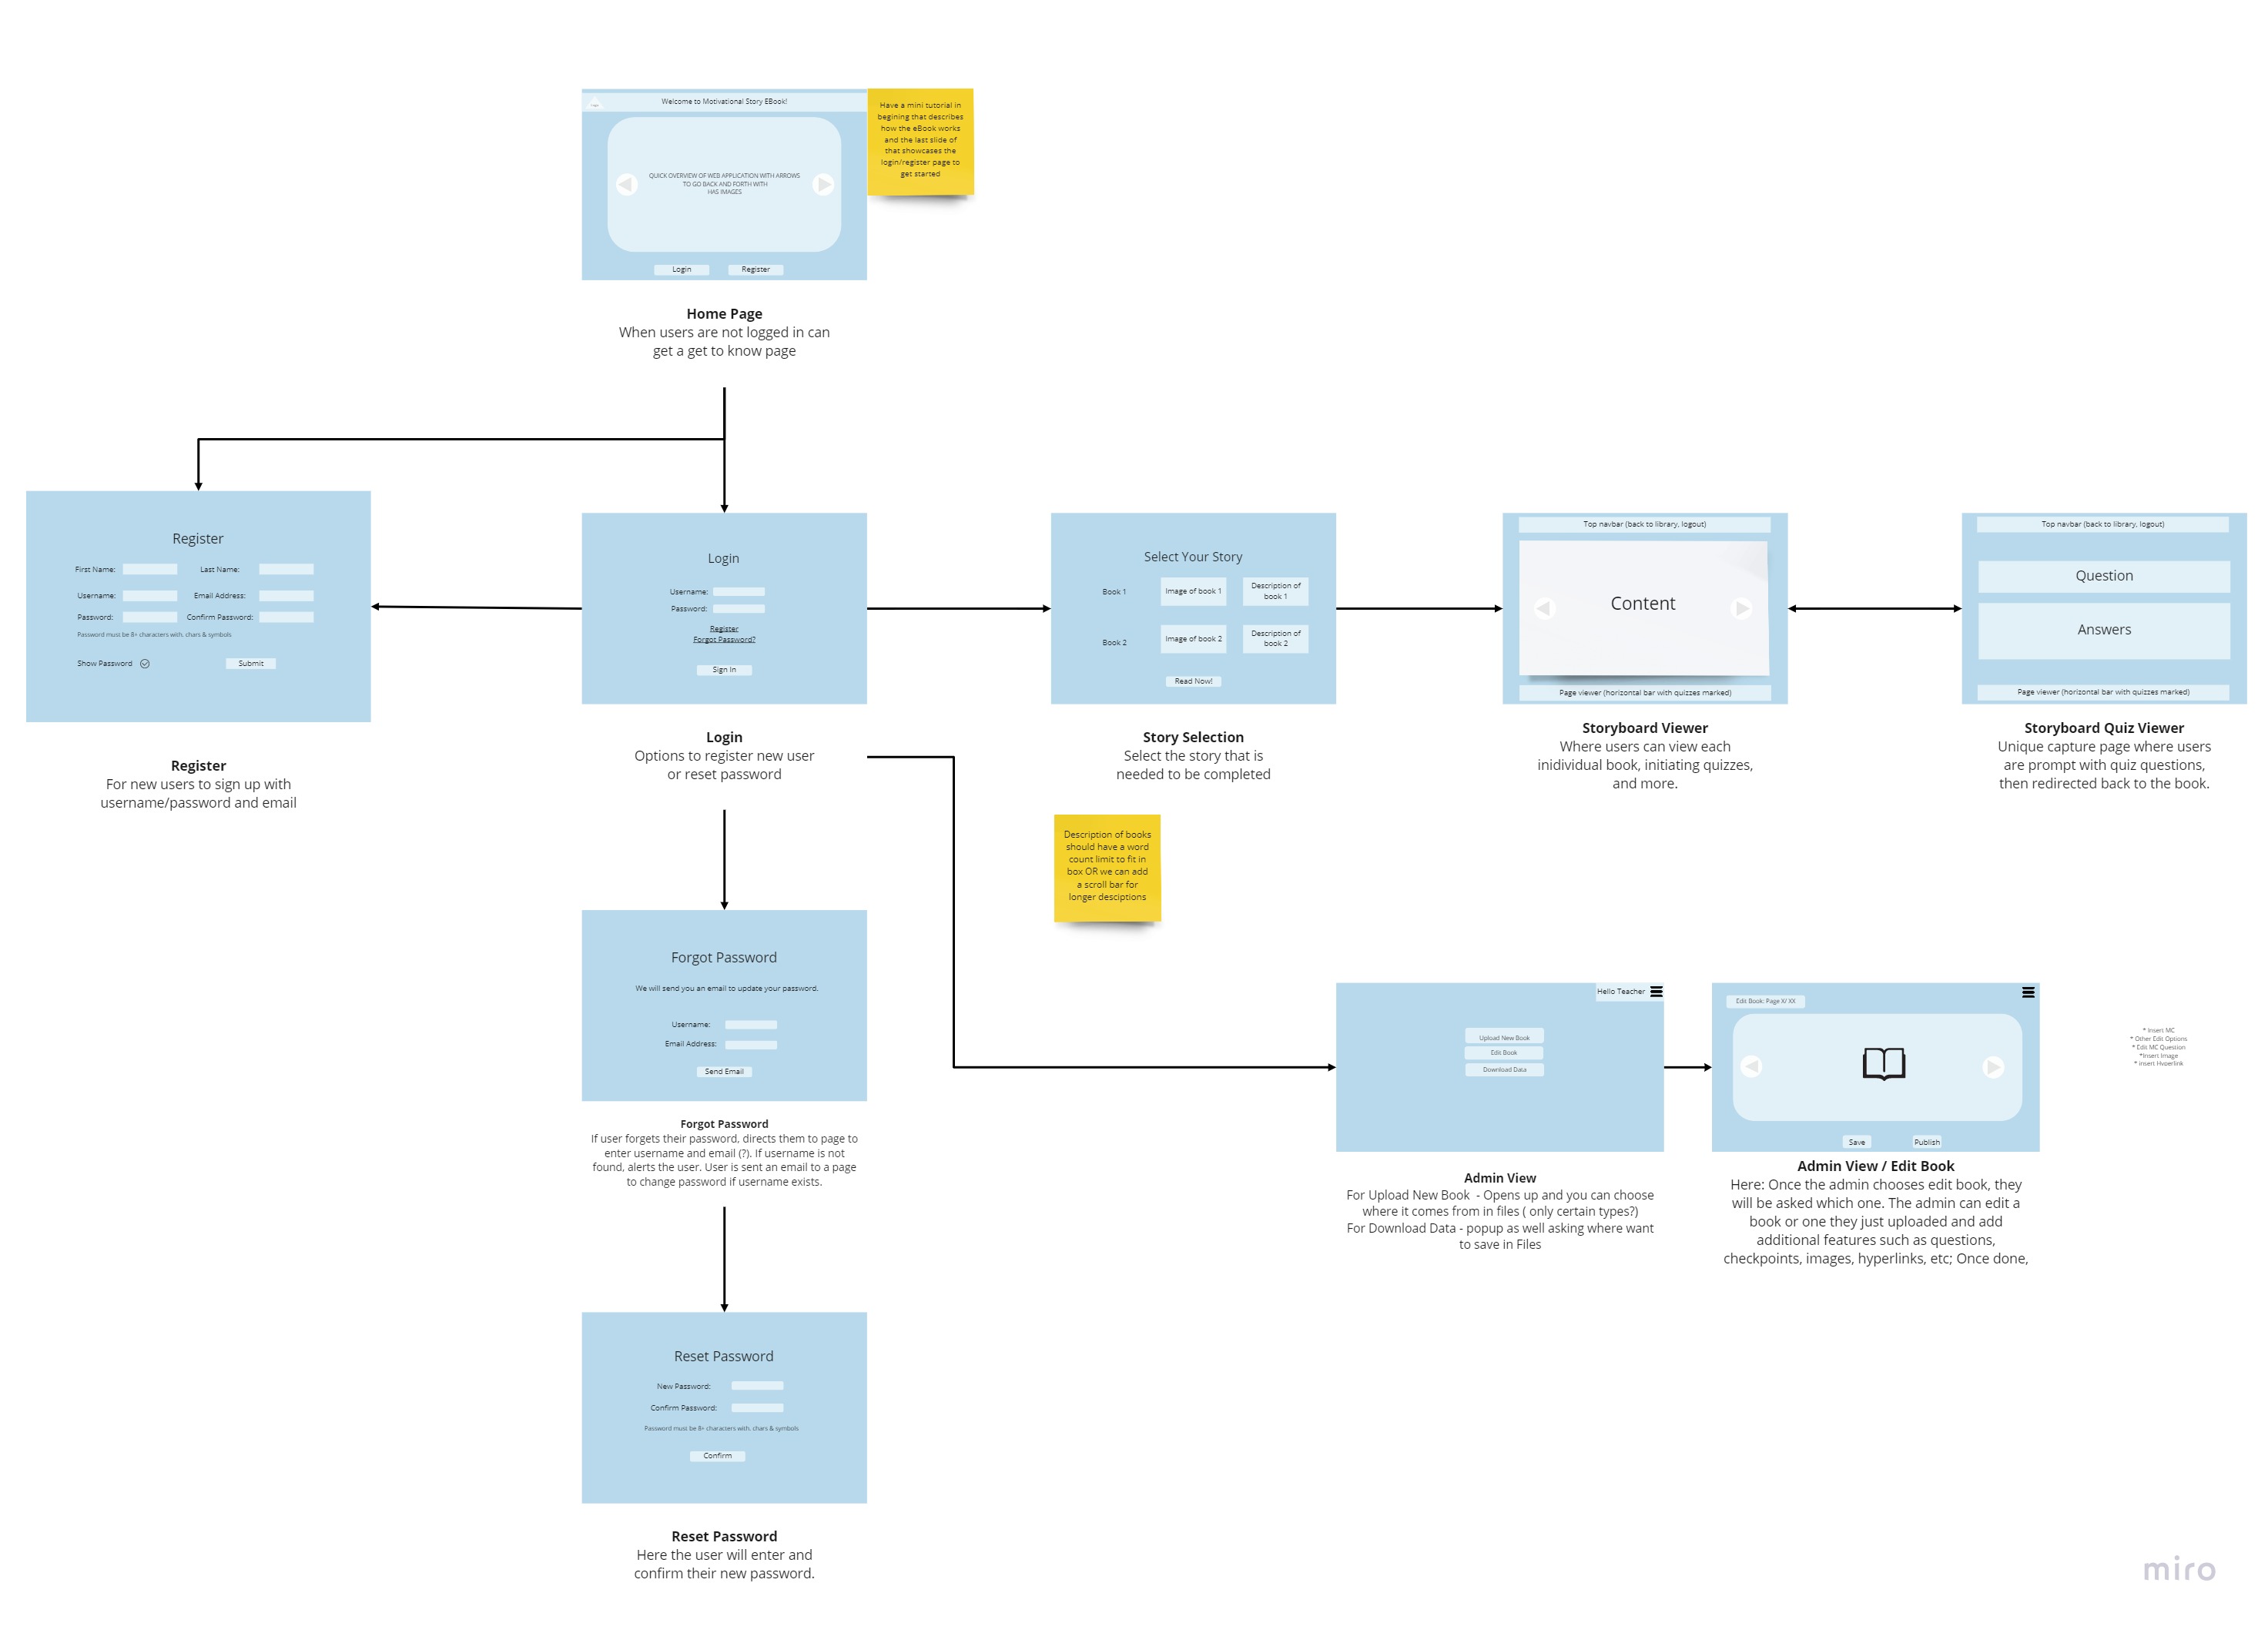 Welcome to Motivational Story EBook!
QUICK OVERVIEW OF WEB APPLICATION WITH ARROWS
TO GO BACK AND FORTH WITH
HAS IMAGES
Login
Register
Have a mini tutorial in
begining that describes
how the eBook works
and the last slide of
that showcases the
login/register page to
get started
Home Page
When users are not logged in can
get a get to know page
Register
First Name:
Last Name:
Username:
Email Address:
Password:
Confirm Password:
Password must be 8+ characters with. chars & symbols
Show Password
Submit
Register
For new users to sign up with
username/password and email
Login
Username:
Password:
Register
Forgot Password?
Sign In
Login
Options to register new user
or reset password
Select Your Story
Book 1
Image of book 1
Description of
book 1
Book 2
Image of book 2
Description of
book 2
Read Now!
Story Selection
Select the story that is
needed to be completed
Description of books
should have a word
count limit to fit in
box OR we can add
a scroll bar for
longer desciptions
Top navbar (back to library, logout)
Content
Page viewer (horizontal bar with quizzes marked)
Storyboard Viewer
Where users can view each
inidividual book, initiating quizzes,
and more.
Top navbar (back to library, logout)
Question
Answers
Page viewer (horizontal bar with quizzes marked)
Storyboard Quiz Viewer
Unique capture page where users
are prompt with quiz questions,
then redirected back to the book.
Forgot Password
We will send you an email to update your password.
Username:
Email Address:
Send Email
Forgot Password
If user forgets their password, directs them to page to
enter username and email (?). If username is not
found, alerts the user. User is sent an email to a page
to change password if username exists.
Hello Teacher
Upload New Book
Edit Book
Download Data
Admin View
For Upload New Book  - Opens up and you can choose
where it comes from in files ( only certain types?)
For Download Data - popup as well asking where want
to save in Files
Edit Book: Page X/ XX
Save
Publish
Admin View / Edit Book
Here: Once the admin chooses edit book, they
will be asked which one. The admin can edit a
book or one they just uploaded and add
additional features such as questions,
checkpoints, images, hyperlinks, etc; Once done,
* Insert MC
* Other Edit Options
* Edit MC Question
*Insert Image
* insert Hyperlink
Reset Password
New Password:
Confirm Password:
Password must be 8+ characters with. chars & symbols
Confirm
Reset Password
Here the user will enter and
confirm their new password.
miro